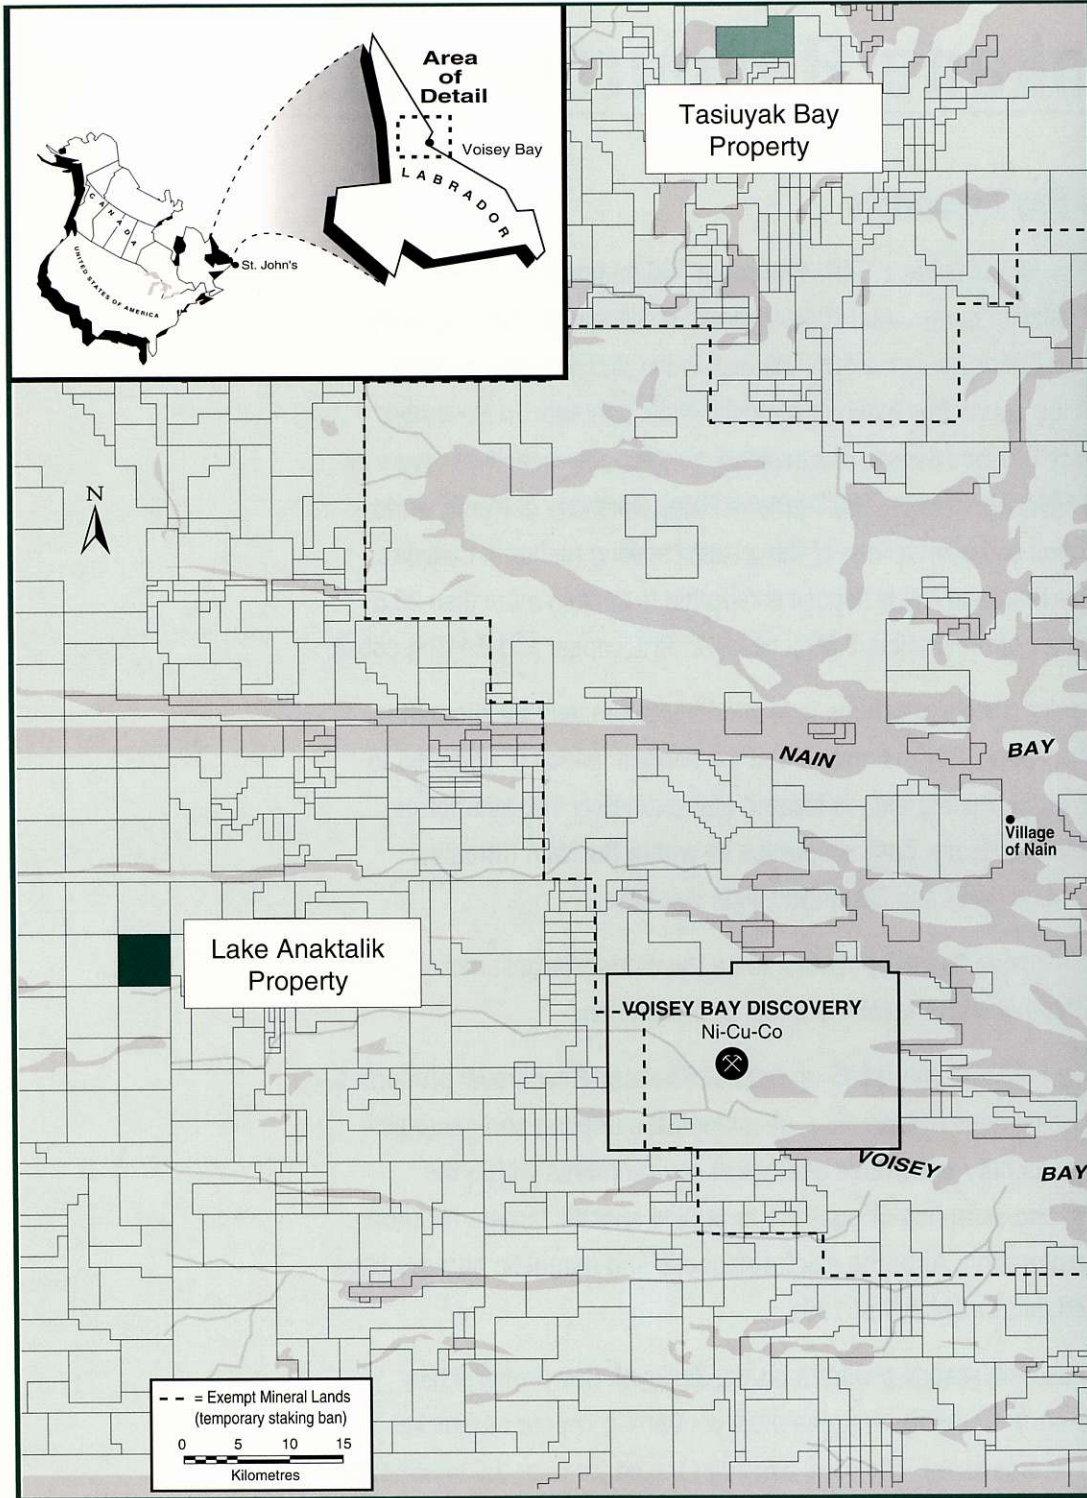 Area
of
Detail
Voisey Bay
LABRADOR
CANADA
UNITED STATES OF AMERICA
St. John's
Tasiuyak Bay
Property
N
NAIN BAY
Village
of Nain
Lake Anaktalik
Property
VOISEY BAY DISCOVERY
Ni-Cu-Co
VOISEY BAY
= Exempt Mineral Lands
(temporary staking ban)
0 5 10 15
Kilometres